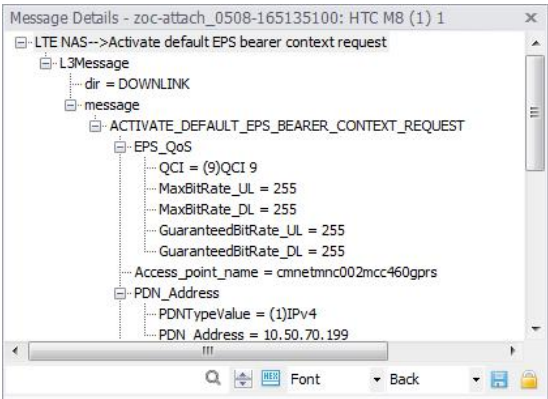 Message Details - zoc-attach_0508-165135100: HTC M8 (1) 1
LTE NAS-->Activate default EPS bearer context request
L3Message
dir = DOWNLINK
message
ACTIVATE_DEFAULT_EPS_BEARER_CONTEXT_REQUEST
EPS_QoS
QCI = (9)QCI 9
MaxBitRate_UL = 255
MaxBitRate_DL = 255
GuaranteedBitRate_UL = 255
GuaranteedBitRate_DL = 255
Access_point_name = cmnetmnc002mcc460gprs
PDN_Address
PDNTypeValue = (1)IPv4
PDN_Address = 10.50.70.199
HEX Font Back